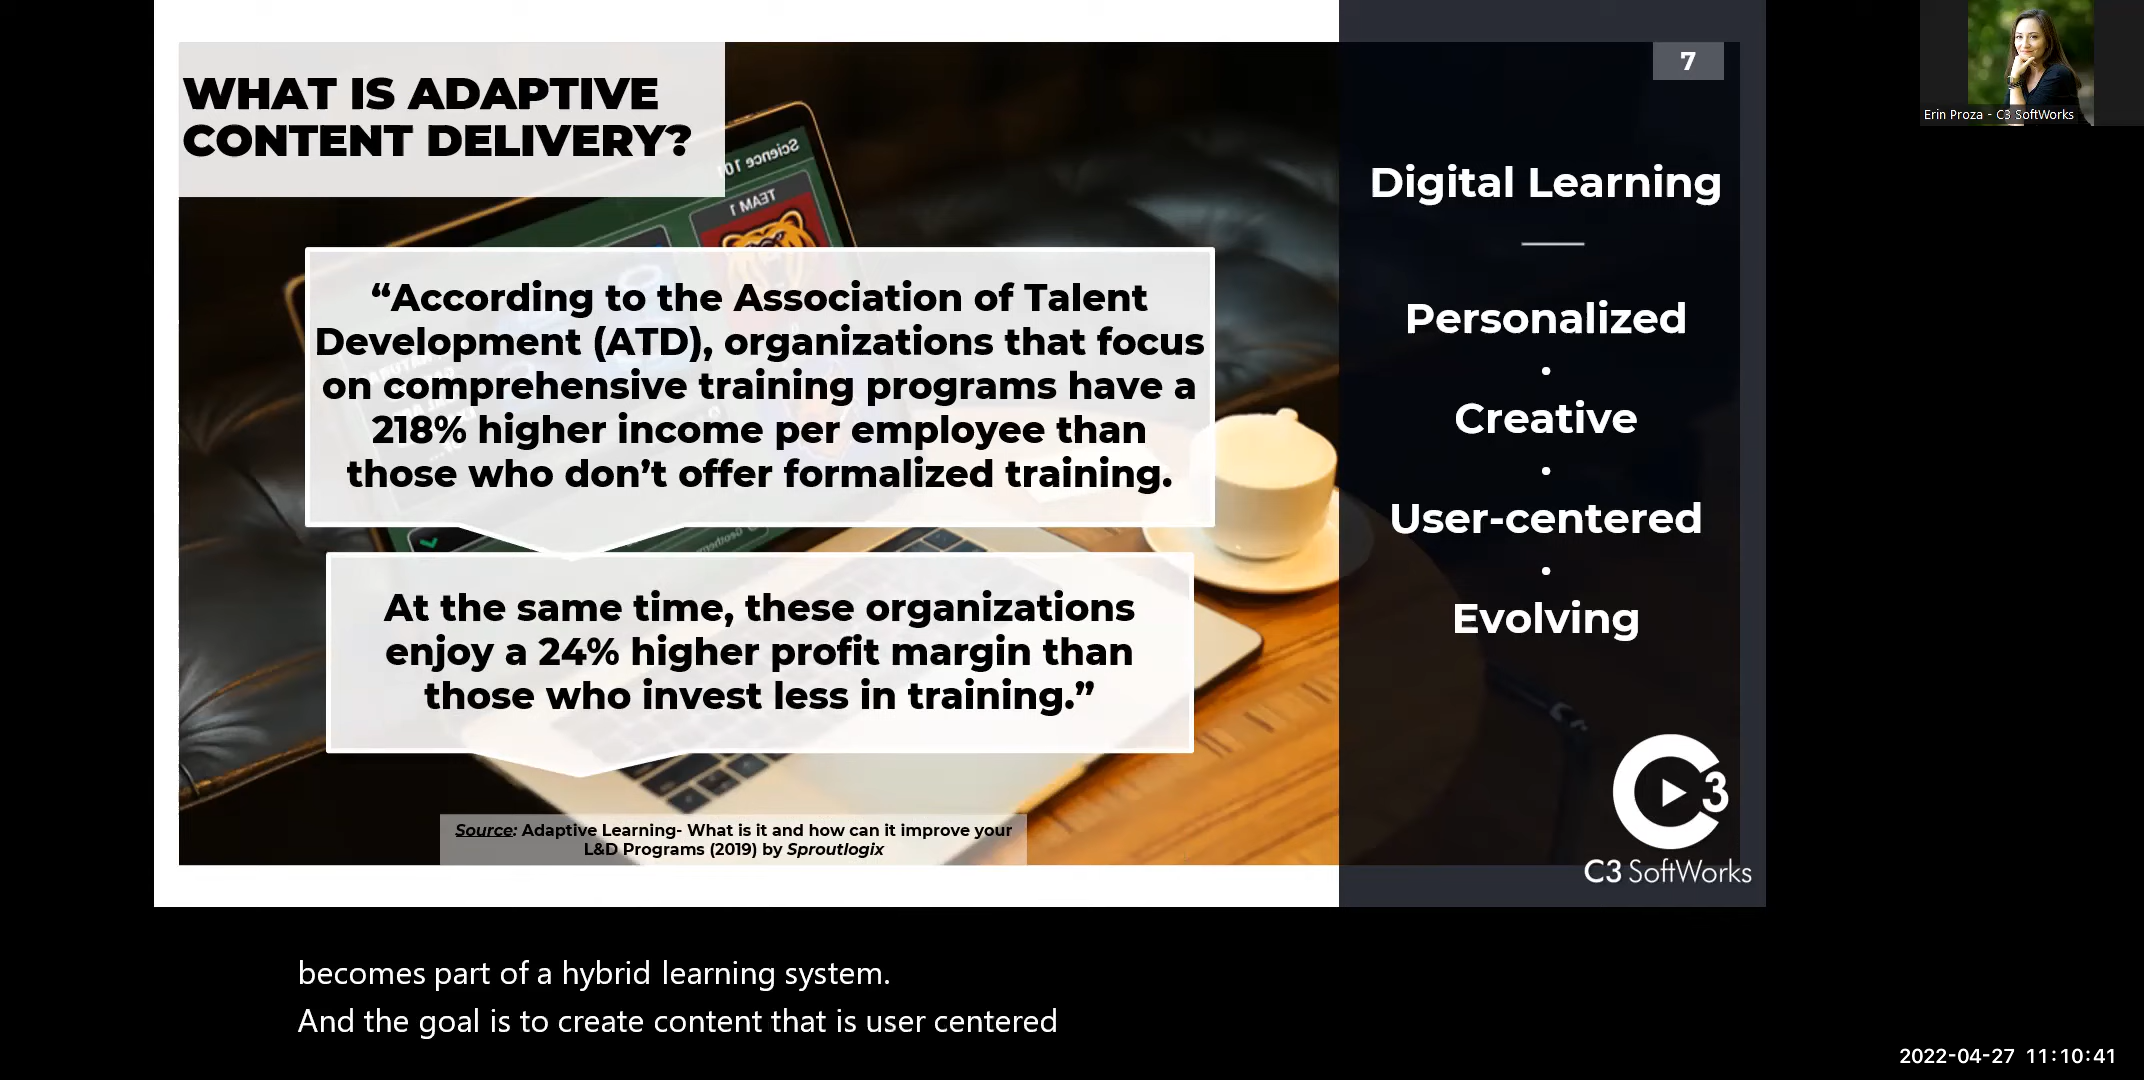 WHAT IS ADAPTIVE
CONTENT DELIVERY?
Science 101
TEAM 1
“According to the Association of Talent
Development (ATD), organizations that focus
on comprehensive training programs have a
218% higher income per employee than
those who don’t offer formalized training.
At the same time, these organizations
enjoy a 24% higher profit margin than
those who invest less in training.”
Source: Adaptive Learning- What is it and how can it improve your
L&D Programs (2019) by Sproutlogix
7
Digital Learning
Personalized
•
Creative
•
User-centered
•
Evolving
C3
C3 SoftWorks
Erin Proza - C3 SoftWorks
becomes part of a hybrid learning system.
And the goal is to create content that is user centered
2022-04-27 11:10:41